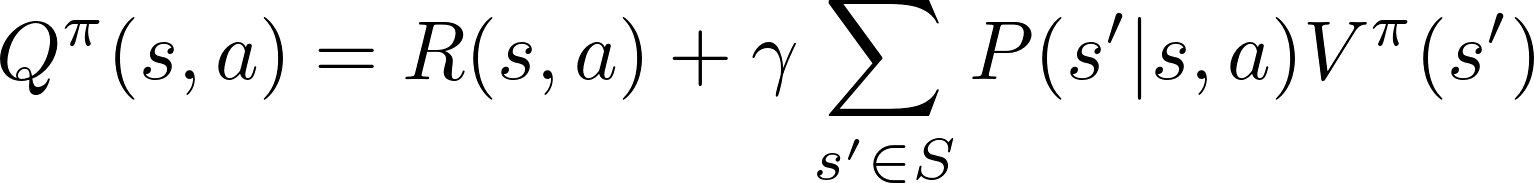 Q^π(s, a) = R(s, a) + γ ∑_{s′∈S} P(s′|s, a)V^π(s′)